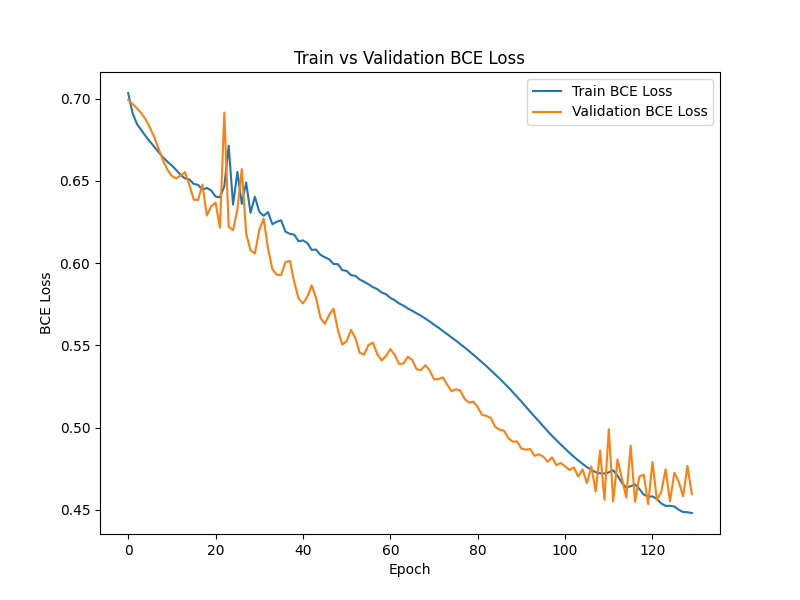 Train vs Validation BCE Loss
Train BCE Loss
Validation BCE Loss
BCE Loss
0.70
0.65
0.60
0.55
0.50
0.45
0 20 40 60 80 100 120
Epoch